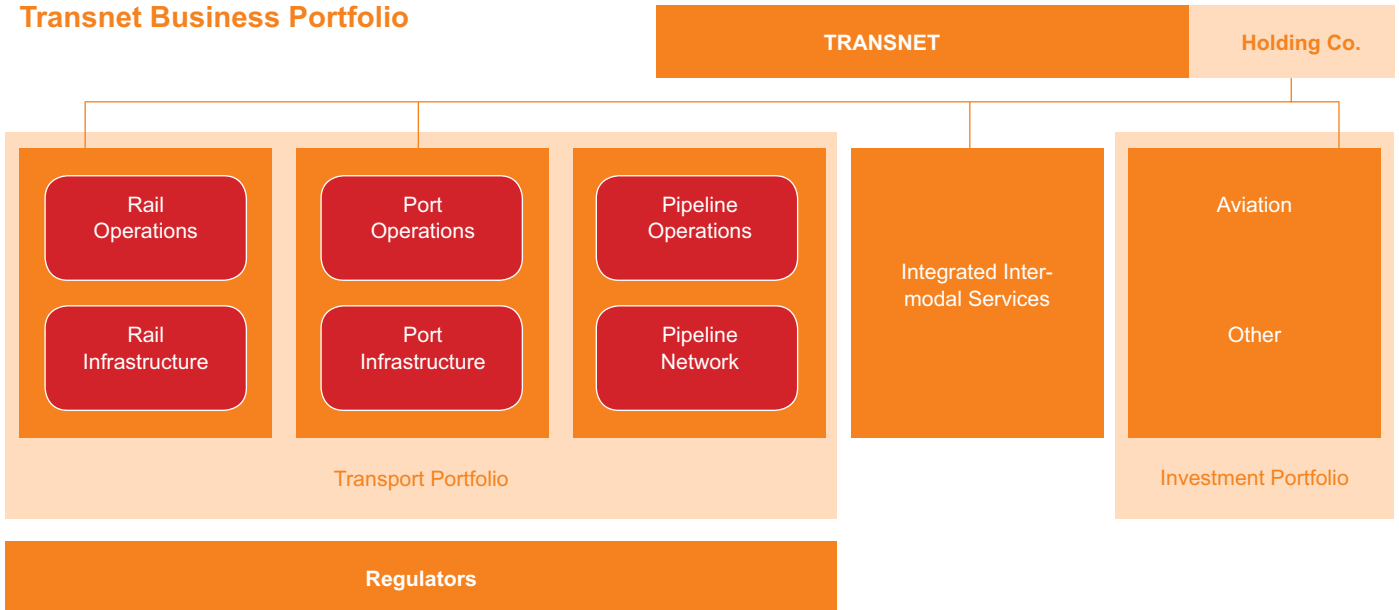 Transnet Business Portfolio
TRANSNET
Holding Co.
Rail
Operations
Rail
Infrastructure
Port
Operations
Port
Infrastructure
Pipeline
Operations
Pipeline
Network
Integrated Inter-
modal Services
Aviation
Other
Transport Portfolio
Investment Portfolio
Regulators